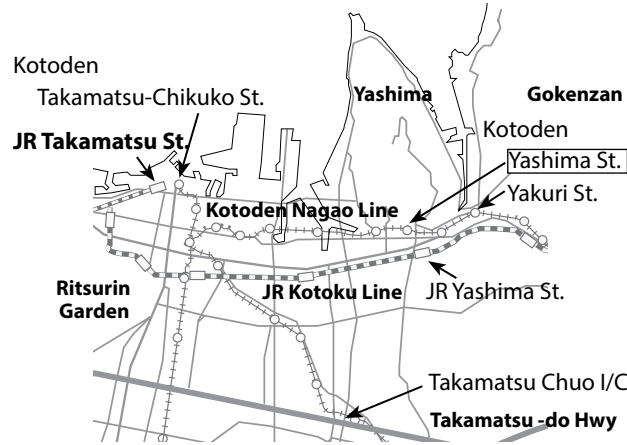 Kotoden
Takamatsu-Chikuko St.
JR Takamatsu St.
Yashima
Gokenzan
Kotoden
Yashima St.
Yakuri St.
Kotoden Nagao Line
Ritsurin
Garden
JR Kotoku Line
JR Yashima St.
Takamatsu Chuo I/C
Takamatsu -do Hwy